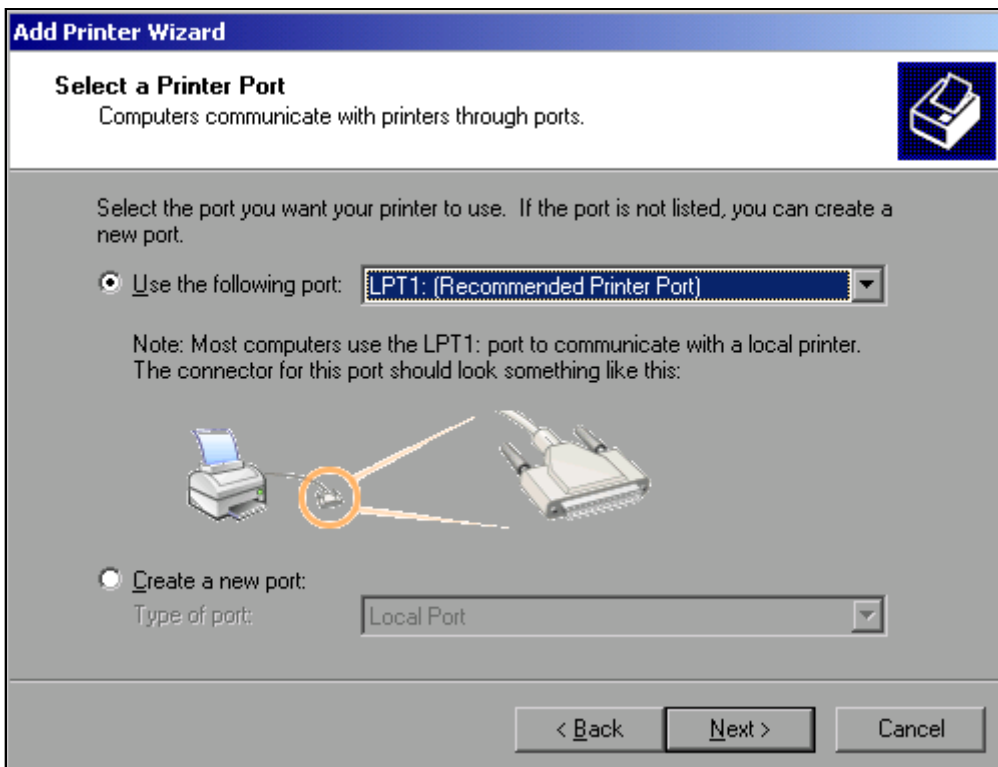 Add Printer Wizard
Select a Printer Port
Computers communicate with printers through ports.
Select the port you want your printer to use.  If the port is not listed, you can create a
new port.
Use the following port: LPT1: (Recommended Printer Port)
Note: Most computers use the LPT1: port to communicate with a local printer.
The connector for this port should look something like this:
Create a new port:
Type of port: Local Port
< Back Next > Cancel